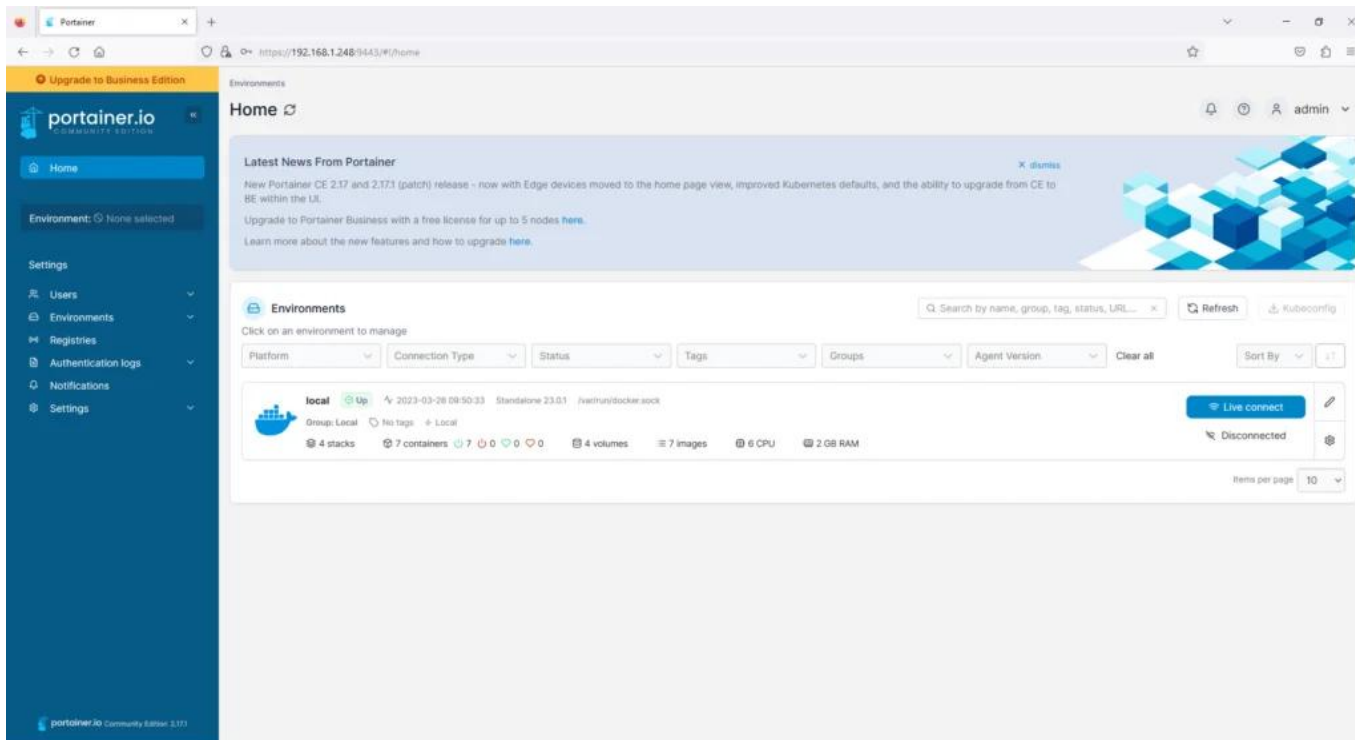 Portainer
https://192.168.1.248:9443/#!/home
Upgrade to Business Edition
portainer.io
COMMUNITY EDITION
Home
Environment: None selected
Settings
Users
Environments
Registries
Authentication logs
Notifications
Settings
portainer.io Community Edition 2.17.1
Environments
Home
admin
Latest News From Portainer
dismiss
New Portainer CE 2.17 and 2.17.1 (patch) release - now with Edge devices moved to the home page view, improved Kubernetes defaults, and the ability to upgrade from CE to
BE within the UI.
Upgrade to Portainer Business with a free license for up to 5 nodes here.
Learn more about the new features and how to upgrade here.
Environments
Search by name, group, tag, status, URL...
Refresh
Kubeconfig
Click on an environment to manage
Platform Connection Type Status Tags Groups Agent Version Clear all Sort By
local Up 2023-03-28 09:50:33 Standalone 23.0.1 /var/run/docker.sock
Group: Local No tags Local
4 stacks 7 containers 7 0 0 0 4 volumes 7 images 6 CPU 2 GB RAM
Live connect
Disconnected
Items per page 10